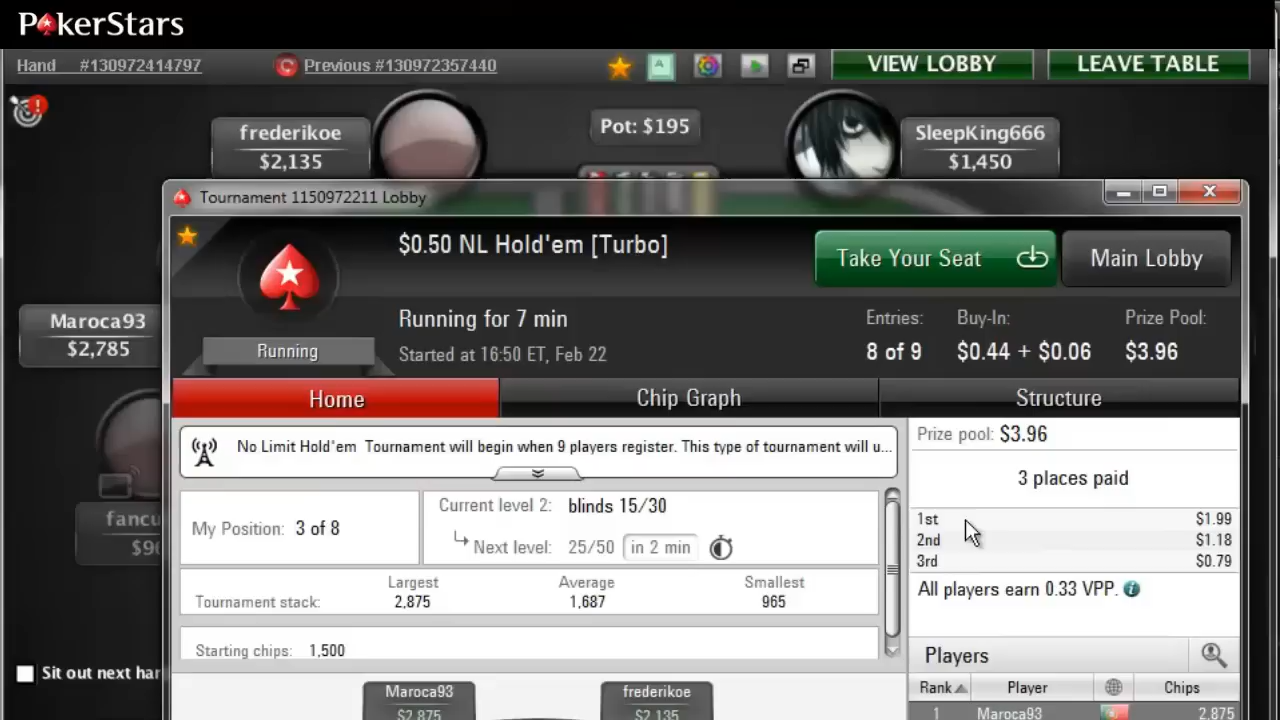 PokerStars
Hand #130972414797
Previous #130972357440
VIEW LOBBY
LEAVE TABLE
frederikoe
$2,135
Pot: $195
SleepKing666
$1,450
Tournament 1150972211 Lobby
$0.50 NL Hold'em [Turbo]
Take Your Seat
Main Lobby
Running for 7 min
Entries:
Buy-In:
Prize Pool:
Maroca93
$2,785
Running
Started at 16:50 ET, Feb 22
8 of 9
$0.44 + $0.06
$3.96
Home
Chip Graph
Structure
No Limit Hold'em Tournament will begin when 9 players register. This type of tournament will u...
Prize pool: $3.96
3 places paid
My Position: 3 of 8
Current level 2: blinds 15/30
Next level: 25/50 in 2 min
1st $1.99
2nd $1.18
3rd $0.79
fancu
Largest
Average
Smallest
Tournament stack: 2,875 1,687 965
All players earn 0.33 VPP.
Starting chips: 1,500
Players
Sit out next har
Rank
Player
Chips
Maroca93
$2,875
frederikoe
$2,135
1 Maroca93 2,875